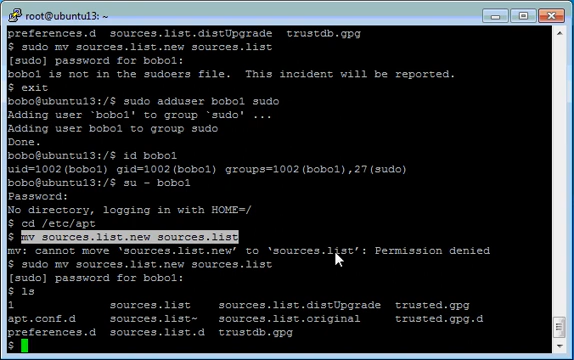 root@ubuntu13: ~
preferences.d  sources.list.distUpgrade  trustdb.gpg
$ sudo mv sources.list.new sources.list
[sudo] password for bobo1:
bobo1 is not in the sudoers file.  This incident will be reported.
$ exit
bobo@ubuntu13:/$ sudo adduser bobo1 sudo
Adding user `bobo1' to group `sudo' ...
Adding user bobo1 to group sudo
Done.
bobo@ubuntu13:/$ id bobo1
uid=1002(bobo1) gid=1002(bobo1) groups=1002(bobo1),27(sudo)
bobo@ubuntu13:/$ su - bobo1
Password:
No directory, logging in with HOME=/
$ cd /etc/apt
$ mv sources.list.new sources.list
mv: cannot move ‘sources.list.new’ to ‘sources.list’: Permission denied
$ sudo mv sources.list.new sources.list
[sudo] password for bobo1:
$ ls
1              sources.list   sources.list.distUpgrade  trusted.gpg
apt.conf.d     sources.list~  sources.list.original     trusted.gpg.d
preferences.d  sources.list.d  trustdb.gpg
$